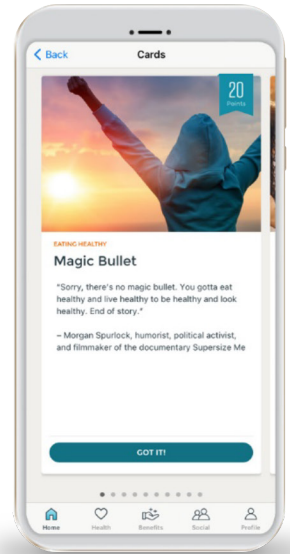 Back
Cards
20
Points
EATING HEALTHY
Magic Bullet
"Sorry, there's no magic bullet. You gotta eat
healthy and live healthy to be healthy and look
healthy. End of story."
– Morgan Spurlock, humorist, political activist,
and filmmaker of the documentary Supersize Me
GOT IT!
Home
Health
Benefits
Social
Profile